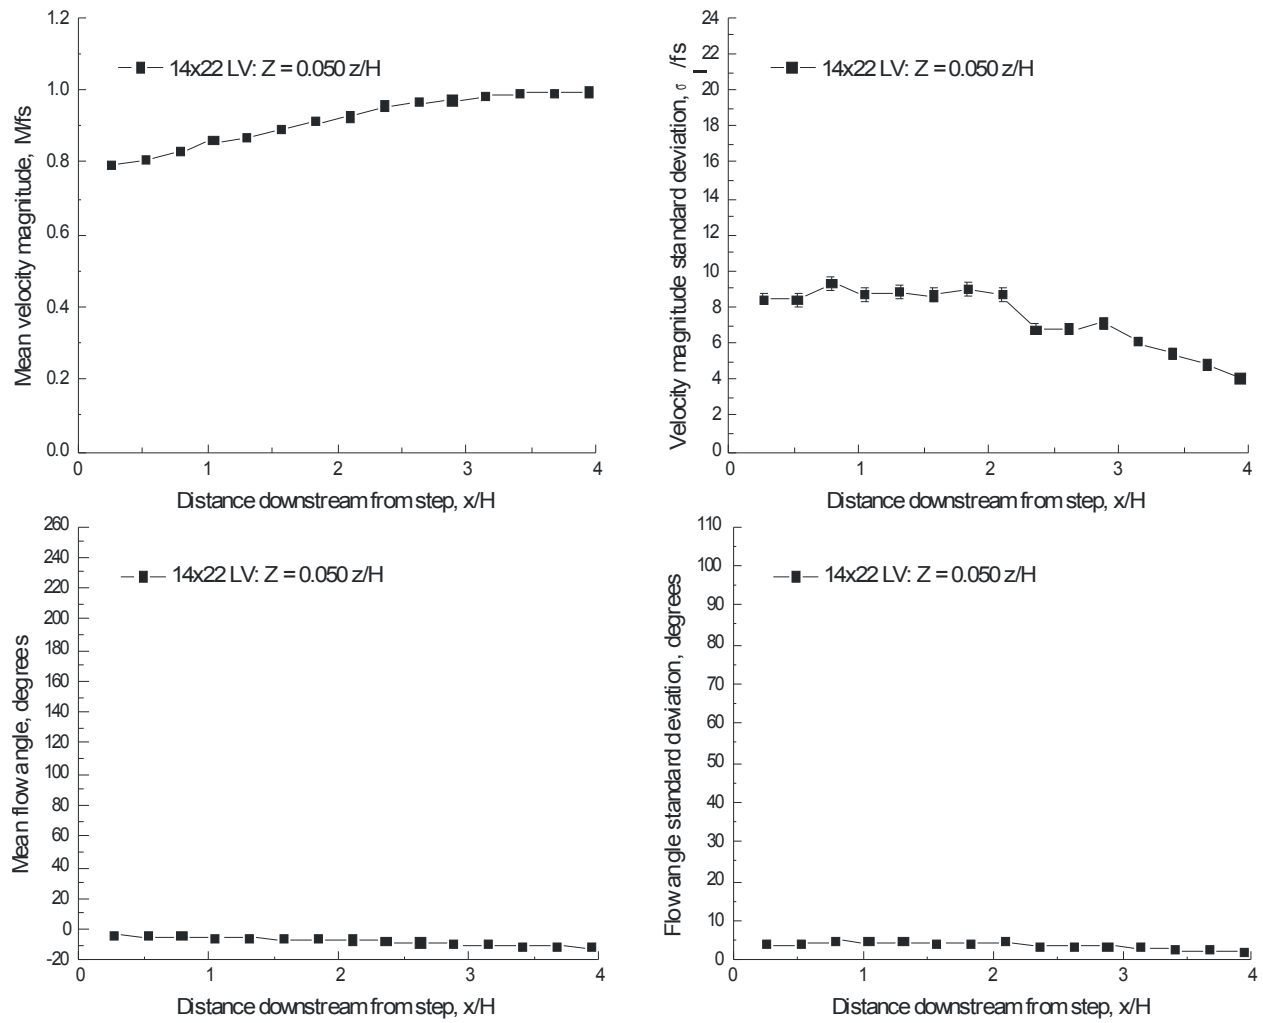 1.2
1.0
0.8
0.6
0.4
0.2
0.0
0 1 2 3 4
Mean velocity magnitude, M/fs
14x22 LV: Z = 0.050 z/H
Distance downstream from step, x/H
24
22
20
18
16
14
12
10
8
6
4
2
0
0 1 2 3 4
Velocity magnitude standard deviation, σ /fs
14x22 LV: Z = 0.050 z/H
Distance downstream from step, x/H
260
240
220
200
180
160
140
120
100
80
60
40
20
0
-20
0 1 2 3 4
Mean flow angle, degrees
14x22 LV: Z = 0.050 z/H
Distance downstream from step, x/H
110
100
90
80
70
60
50
40
30
20
10
0
0 1 2 3 4
Flow angle standard deviation, degrees
14x22 LV: Z = 0.050 z/H
Distance downstream from step, x/H